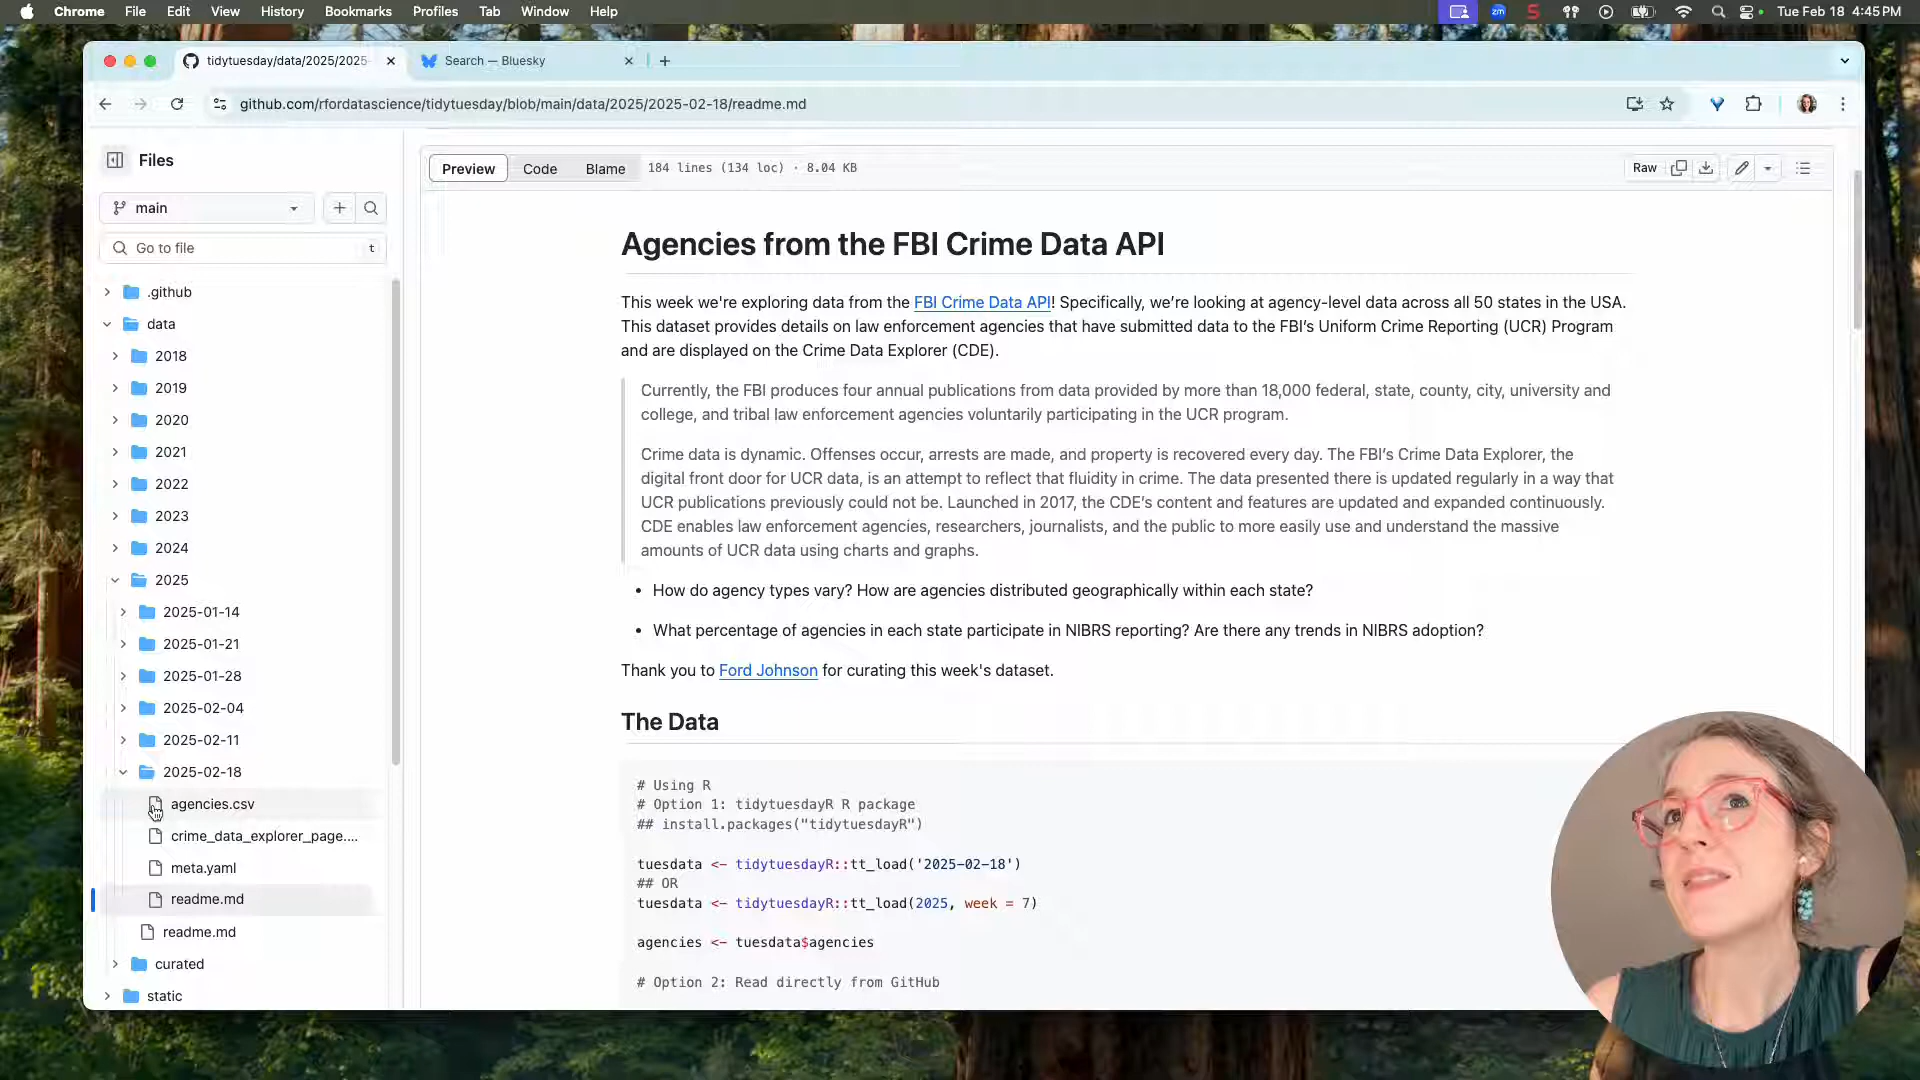 Chrome File Edit View History Bookmarks Profiles Tab Window Help
zm
S
Tue Feb 18 4:45 PM
tidytuesday/data/2025/2025-
Search — Bluesky
github.com/rfordatascience/tidytuesday/blob/main/data/2025/2025-02-18/readme.md
Files
main
Go to file
t
.github
data
2018
2019
2020
2021
2022
2023
2024
2025
2025-01-14
2025-01-21
2025-01-28
2025-02-04
2025-02-11
2025-02-18
agencies.csv
crime_data_explorer_page....
meta.yaml
readme.md
readme.md
curated
static
Preview Code Blame 184 lines (134 loc) · 8.04 KB
Raw
Agencies from the FBI Crime Data API
This week we're exploring data from the FBI Crime Data API! Specifically, we’re looking at agency-level data across all 50 states in the USA.
This dataset provides details on law enforcement agencies that have submitted data to the FBI’s Uniform Crime Reporting (UCR) Program
and are displayed on the Crime Data Explorer (CDE).
Currently, the FBI produces four annual publications from data provided by more than 18,000 federal, state, county, city, university and
college, and tribal law enforcement agencies voluntarily participating in the UCR program.
Crime data is dynamic. Offenses occur, arrests are made, and property is recovered every day. The FBI’s Crime Data Explorer, the
digital front door for UCR data, is an attempt to reflect that fluidity in crime. The data presented there is updated regularly in a way that
UCR publications previously could not be. Launched in 2017, the CDE’s content and features are updated and expanded continuously.
CDE enables law enforcement agencies, researchers, journalists, and the public to more easily use and understand the massive
amounts of UCR data using charts and graphs.
• How do agency types vary? How are agencies distributed geographically within each state?
• What percentage of agencies in each state participate in NIBRS reporting? Are there any trends in NIBRS adoption?
Thank you to Ford Johnson for curating this week's dataset.
The Data
# Using R
# Option 1: tidytuesdayR R package
## install.packages("tidytuesdayR")
tuesdata <- tidytuesdayR::tt_load('2025-02-18')
## OR
tuesdata <- tidytuesdayR::tt_load(2025, week = 7)
agencies <- tuesdata$agencies
# Option 2: Read directly from GitHub